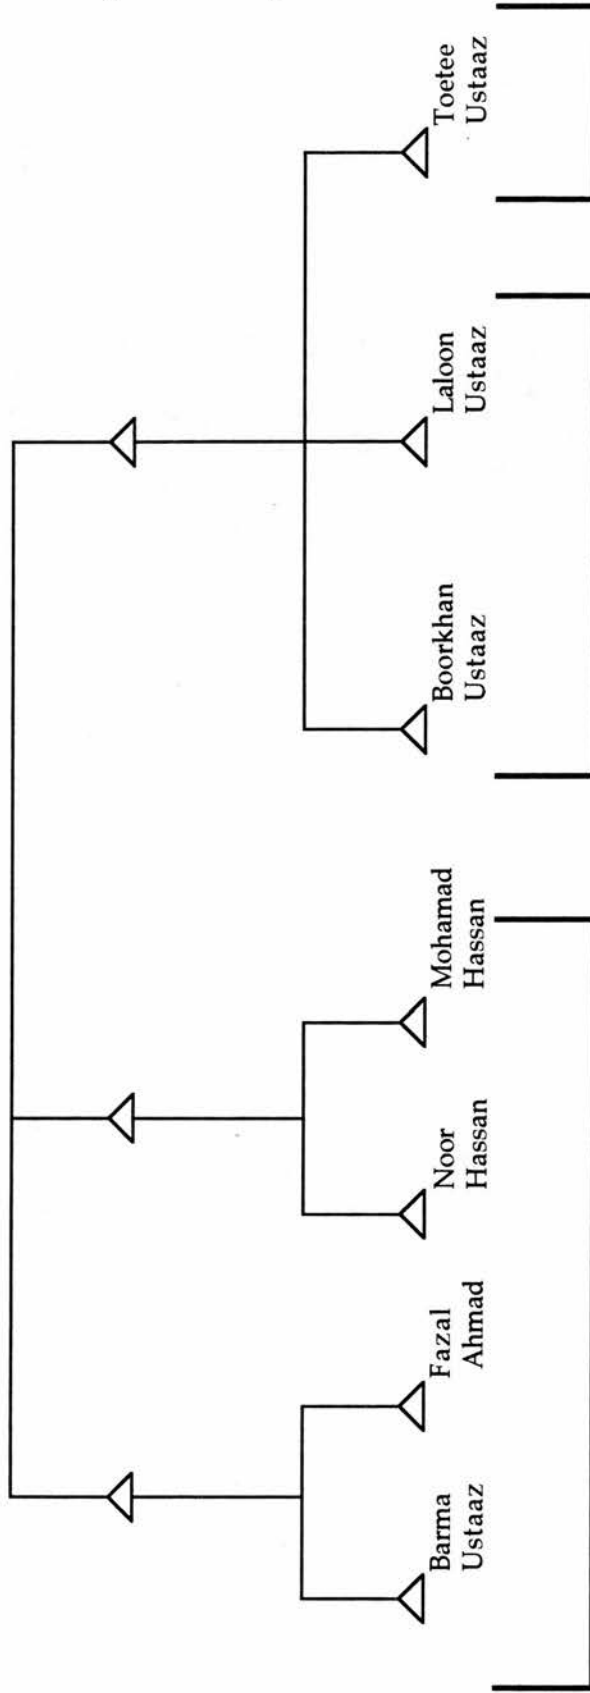 Barma
Ustaaz
Fazal
Ahmad
Noor
Hassan
Mohamad
Hassan
Boorkhan
Ustaaz
Laloon
Ustaaz
Toetee
Ustaaz